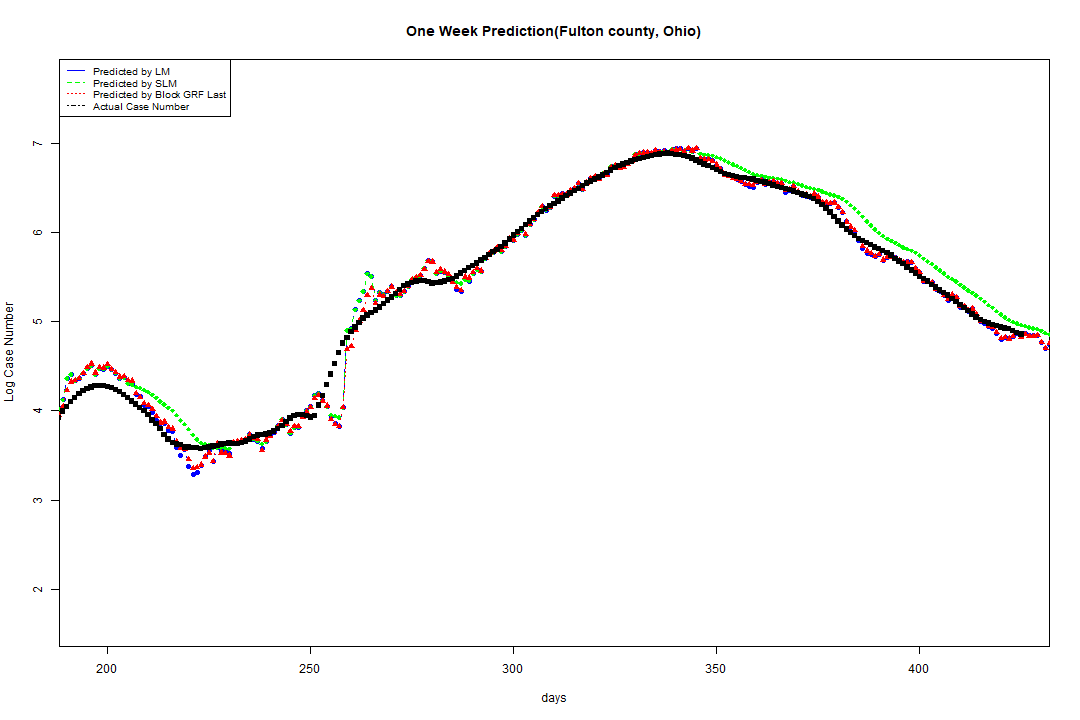 One Week Prediction(Fulton county, Ohio)
Predicted by LM
Predicted by SLM
Predicted by Block GRF Last
Actual Case Number
7
6
5
4
3
2
Log Case Number
200 250 300 350 400
days